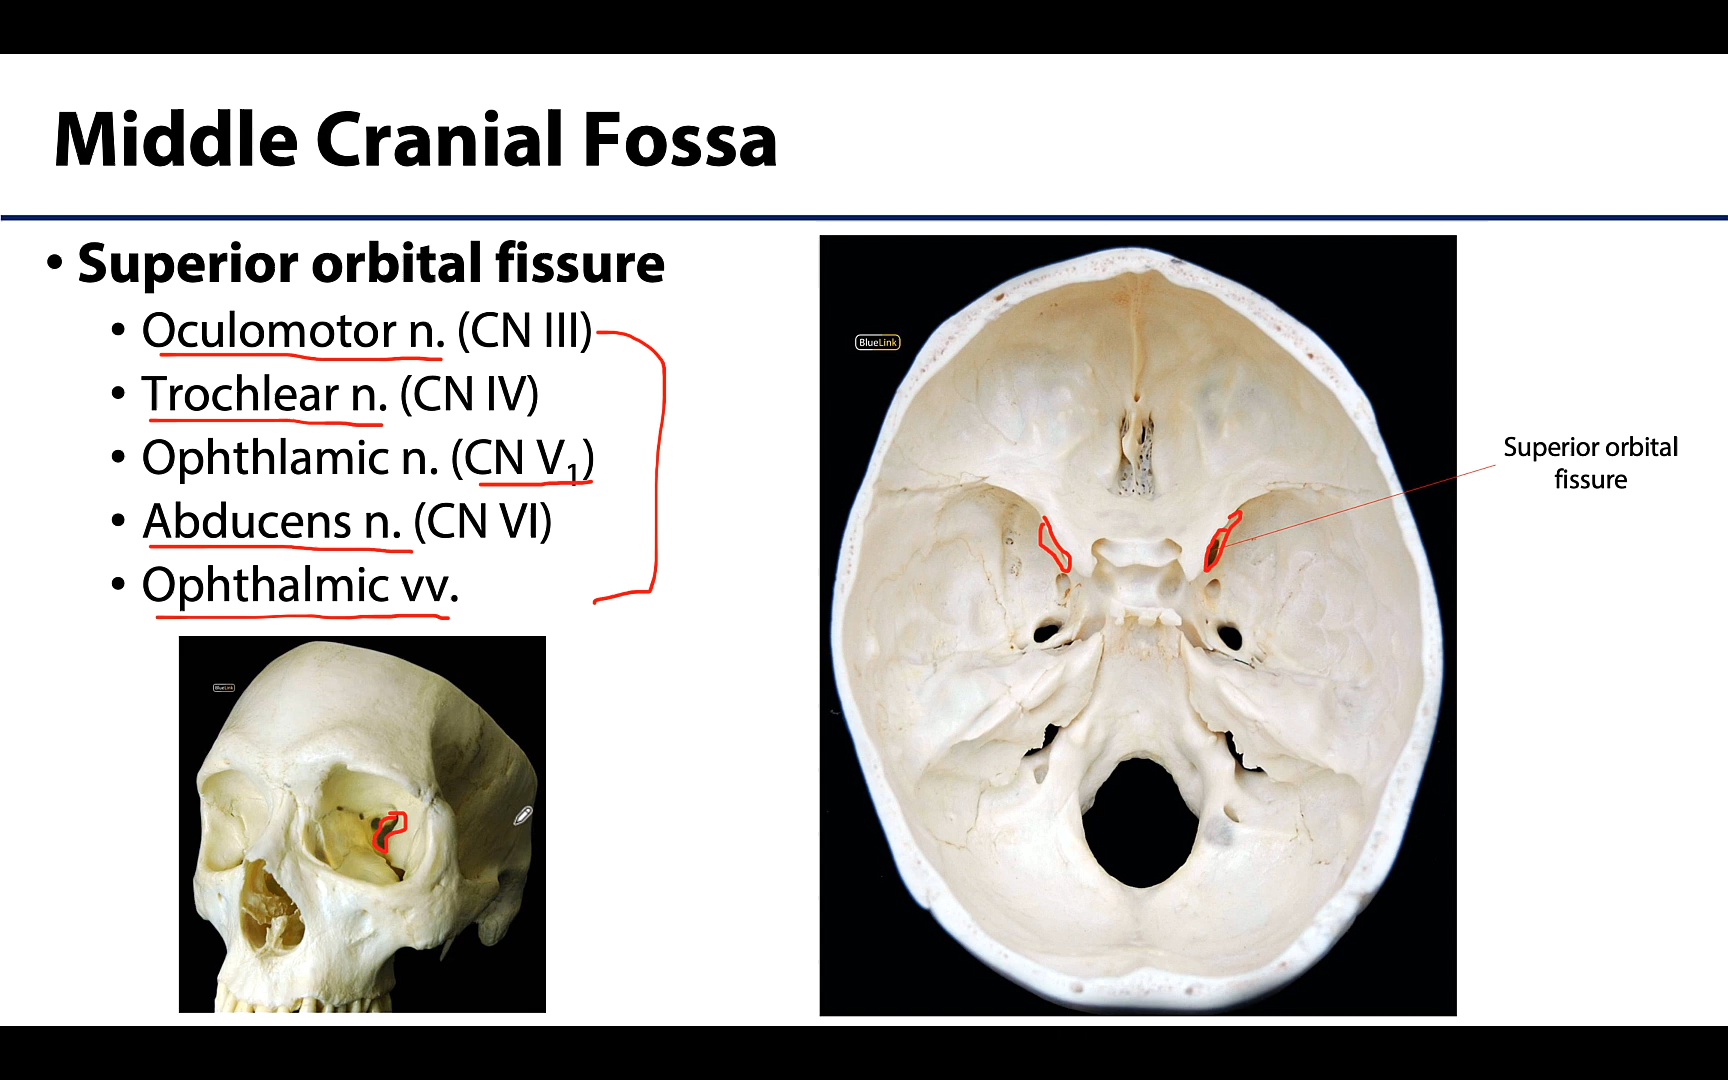 Middle Cranial Fossa
• Superior orbital fissure
• Oculomotor n. (CN III)
• Trochlear n. (CN IV)
• Ophthlamic n. (CN V₁)
• Abducens n. (CN VI)
• Ophthalmic vv.
BlueLink
BlueLink
Superior orbital
fissure